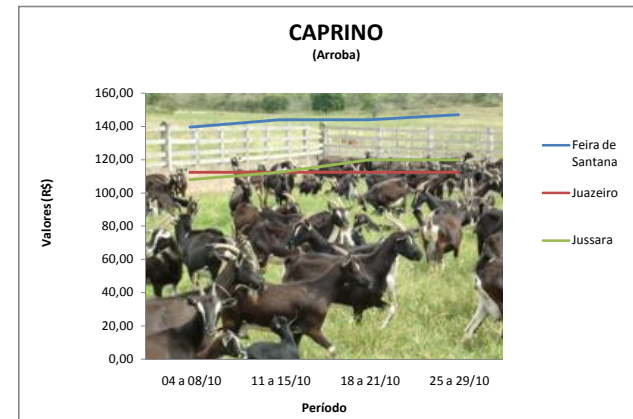 CAPRINO
(Arroba)
Valores (R$)
160,00
140,00
120,00
100,00
80,00
60,00
40,00
20,00
0,00
04 a 08/10
11 a 15/10
18 a 21/10
25 a 29/10
Período
Feira de
Santana
Juazeiro
Jussara